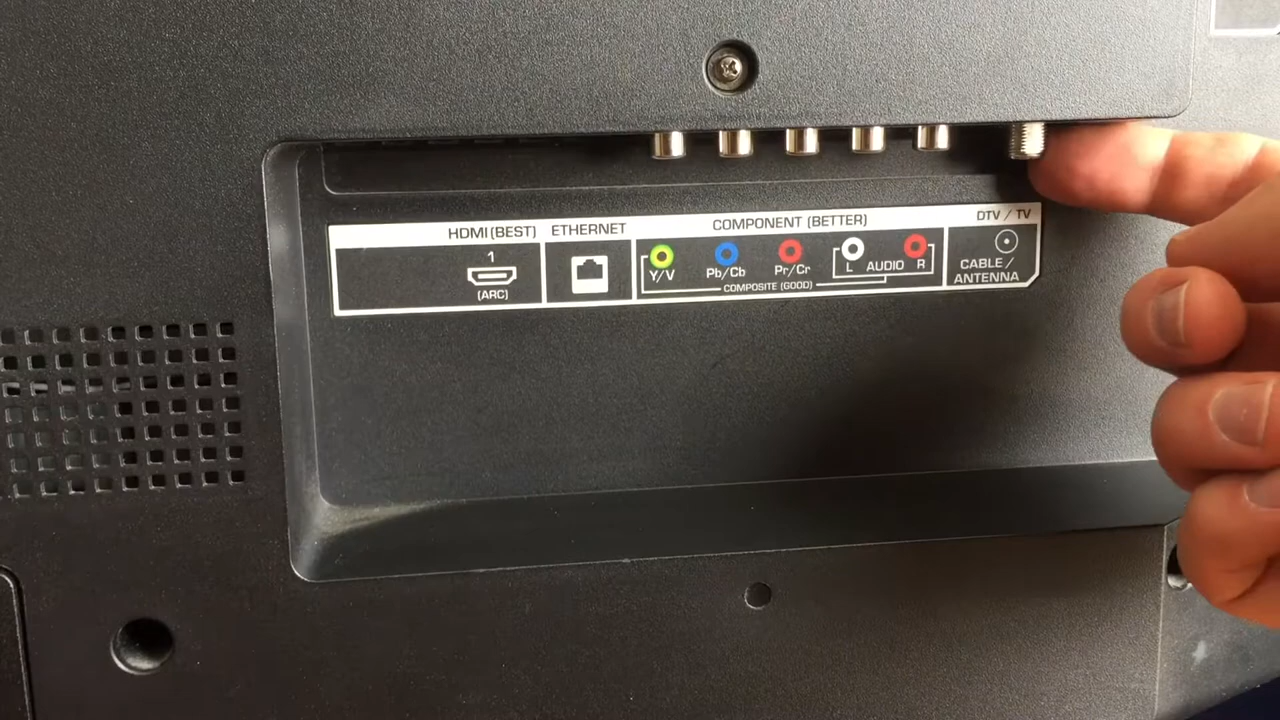 HDMI (BEST) ETHERNET COMPONENT (BETTER) DTV / TV
1
(ARC)
Y/V Pb/Cb Pr/Cr L AUDIO R
COMPOSITE (GOOD)
CABLE /
ANTENNA